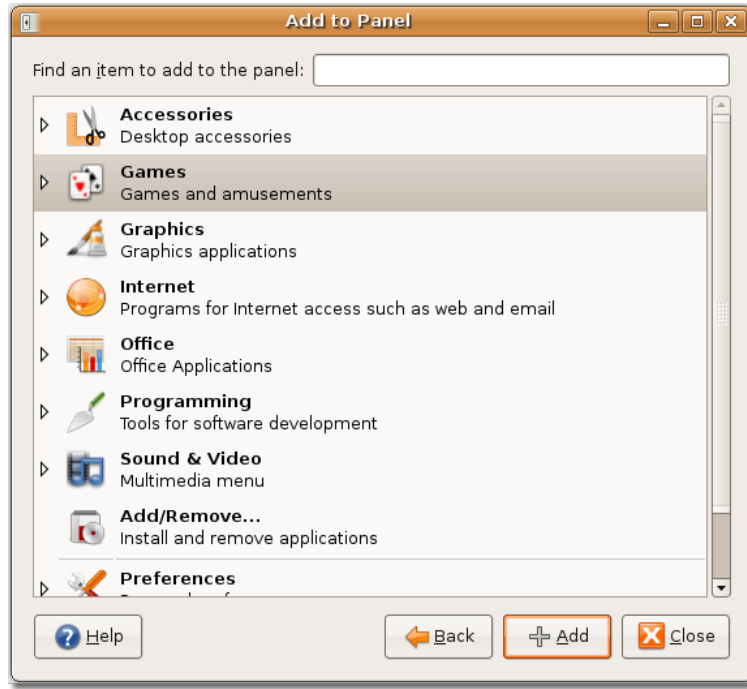 Add to Panel
Find an item to add to the panel:
Accessories
Desktop accessories
Games
Games and amusements
Graphics
Graphics applications
Internet
Programs for Internet access such as web and email
Office
Office Applications
Programming
Tools for software development
Sound & Video
Multimedia menu
Add/Remove...
Install and remove applications
Preferences
Help Back Add Close